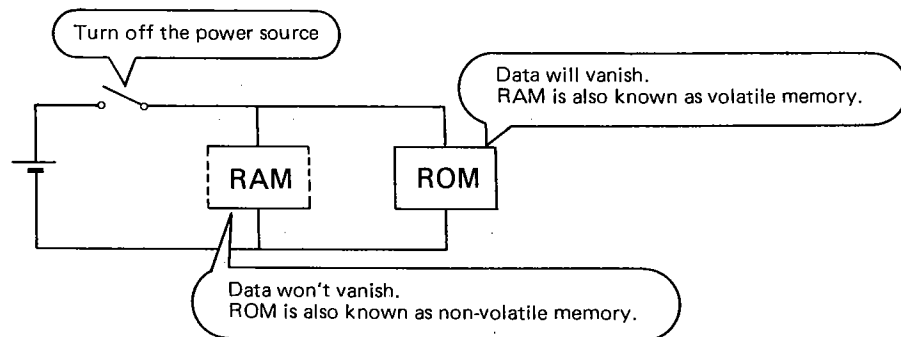 Turn off the power source
Data will vanish.
RAM is also known as volatile memory.
RAM
ROM
Data won't vanish.
ROM is also known as non-volatile memory.